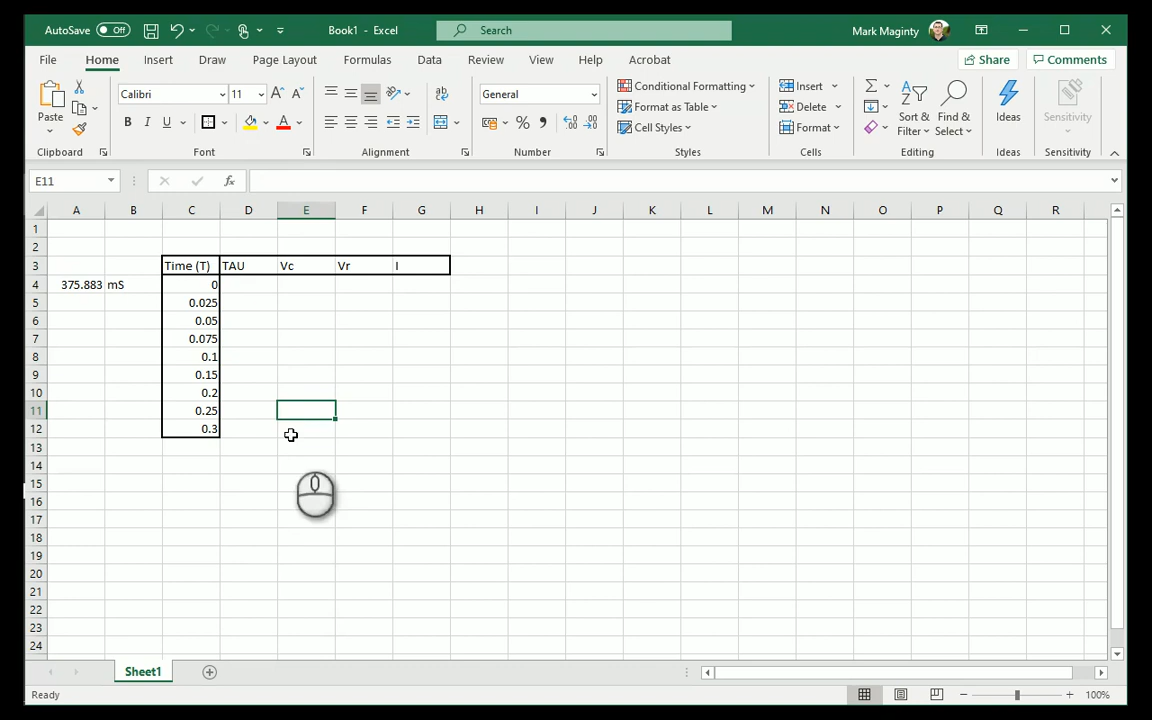 AutoSave Off Book1 - Excel Search Mark Maginty
File Home Insert Draw Page Layout Formulas Data Review View Help Acrobat Share Comments
Paste
Clipboard
Calibri 11
B I U
Font
Alignment
General
Number
Conditional Formatting
Format as Table
Cell Styles
Styles
Insert
Delete
Format
Cells
Sort & Filter
Find & Select
Editing
Ideas
Ideas
Sensitivity
Sensitivity
E11
A B C D E F G H I J K L M N O P Q R
1
2
3 Time (T) TAU Vc Vr I
4 375.883 mS 0
5 0.025
6 0.05
7 0.075
8 0.1
9 0.15
10 0.2
11 0.25
12 0.3
13
14
15
16
17
18
19
20
21
22
23
24
Sheet1
Ready 100%